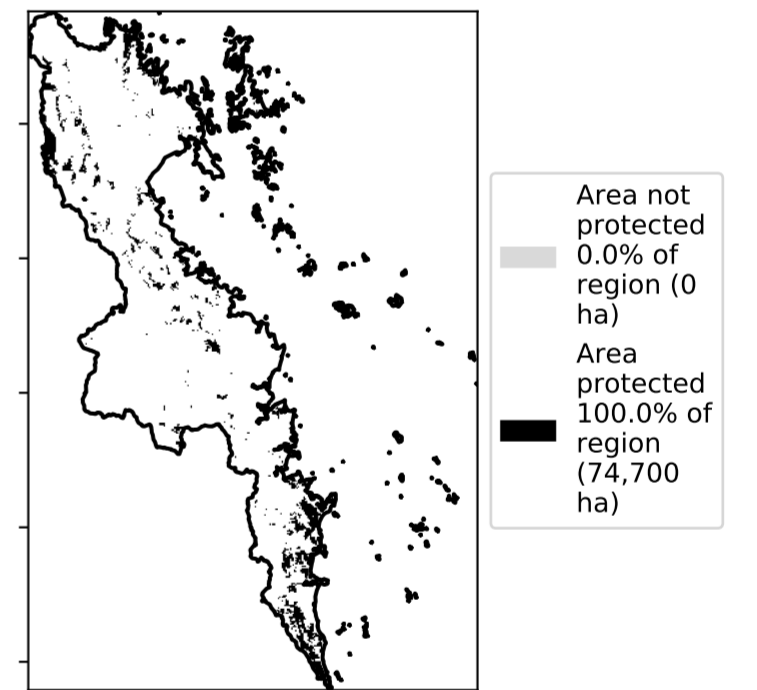 Area not
protected
0.0% of
region (0
ha)
Area
protected
100.0% of
region
(74,700
ha)